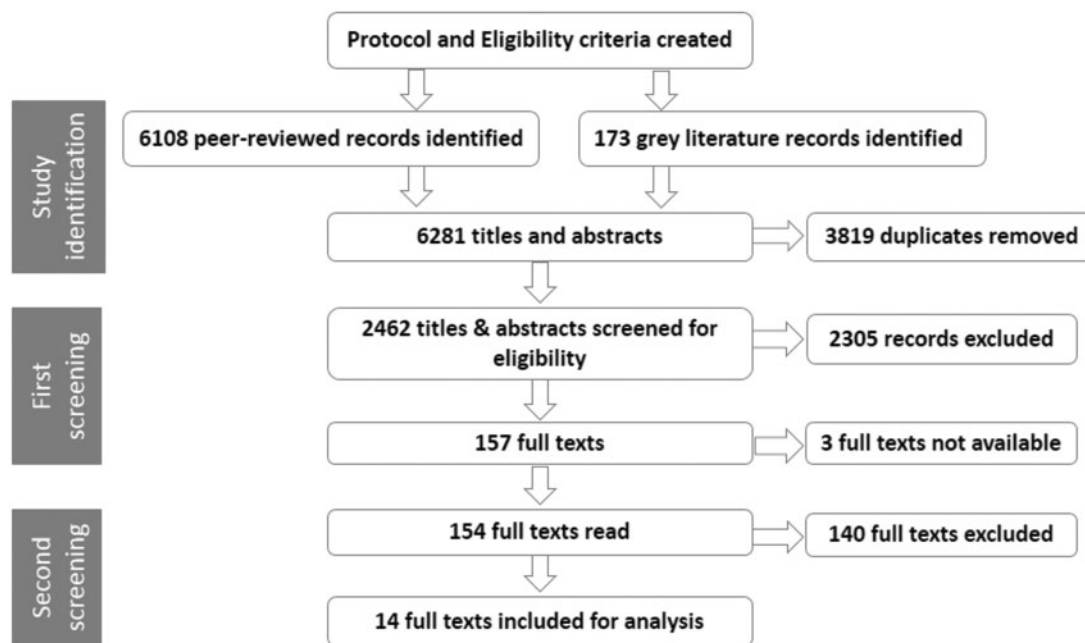 Protocol and Eligibility criteria created
Study
identification
6108 peer-reviewed records identified
173 grey literature records identified
6281 titles and abstracts
3819 duplicates removed
First
screening
2462 titles & abstracts screened for
eligibility
2305 records excluded
157 full texts
3 full texts not available
Second
screening
154 full texts read
140 full texts excluded
14 full texts included for analysis